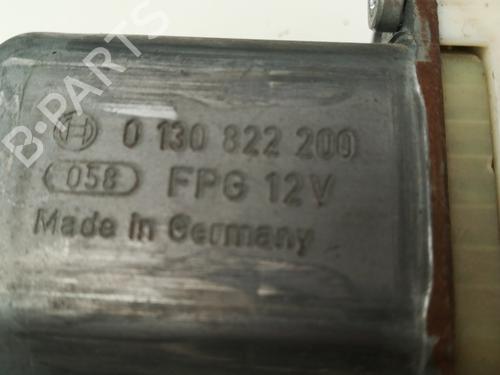 B-PARTS
0 130 822 200
058 FPG 12V
Made in Germany